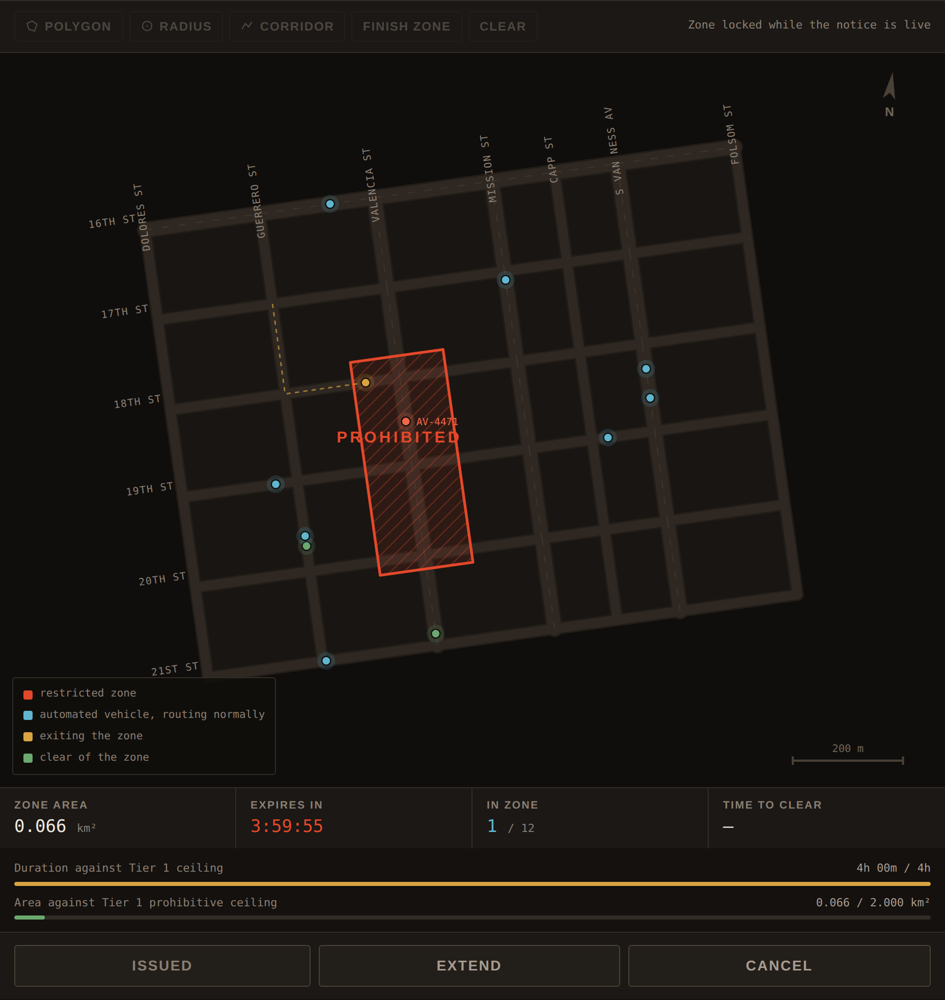 POLYGON
RADIUS
CORRIDOR
FINISH ZONE
CLEAR
Zone locked while the notice is live
N
DOLORES ST
GUERRERO ST
VALENCIA ST
MISSION ST
CAPP ST
S VAN NESS AV
FOLSOM ST
16TH ST
17TH ST
18TH ST
19TH ST
20TH ST
21ST ST
AV-4471
PROHIBITED
restricted zone
automated vehicle, routing normally
exiting the zone
clear of the zone
200 m
ZONE AREA
0.066 km²
EXPIRES IN
3:59:55
IN ZONE
1 / 12
TIME TO CLEAR
—
Duration against Tier 1 ceiling
4h 00m / 4h
Area against Tier 1 prohibitive ceiling
0.066 / 2.000 km²
ISSUED
EXTEND
CANCEL